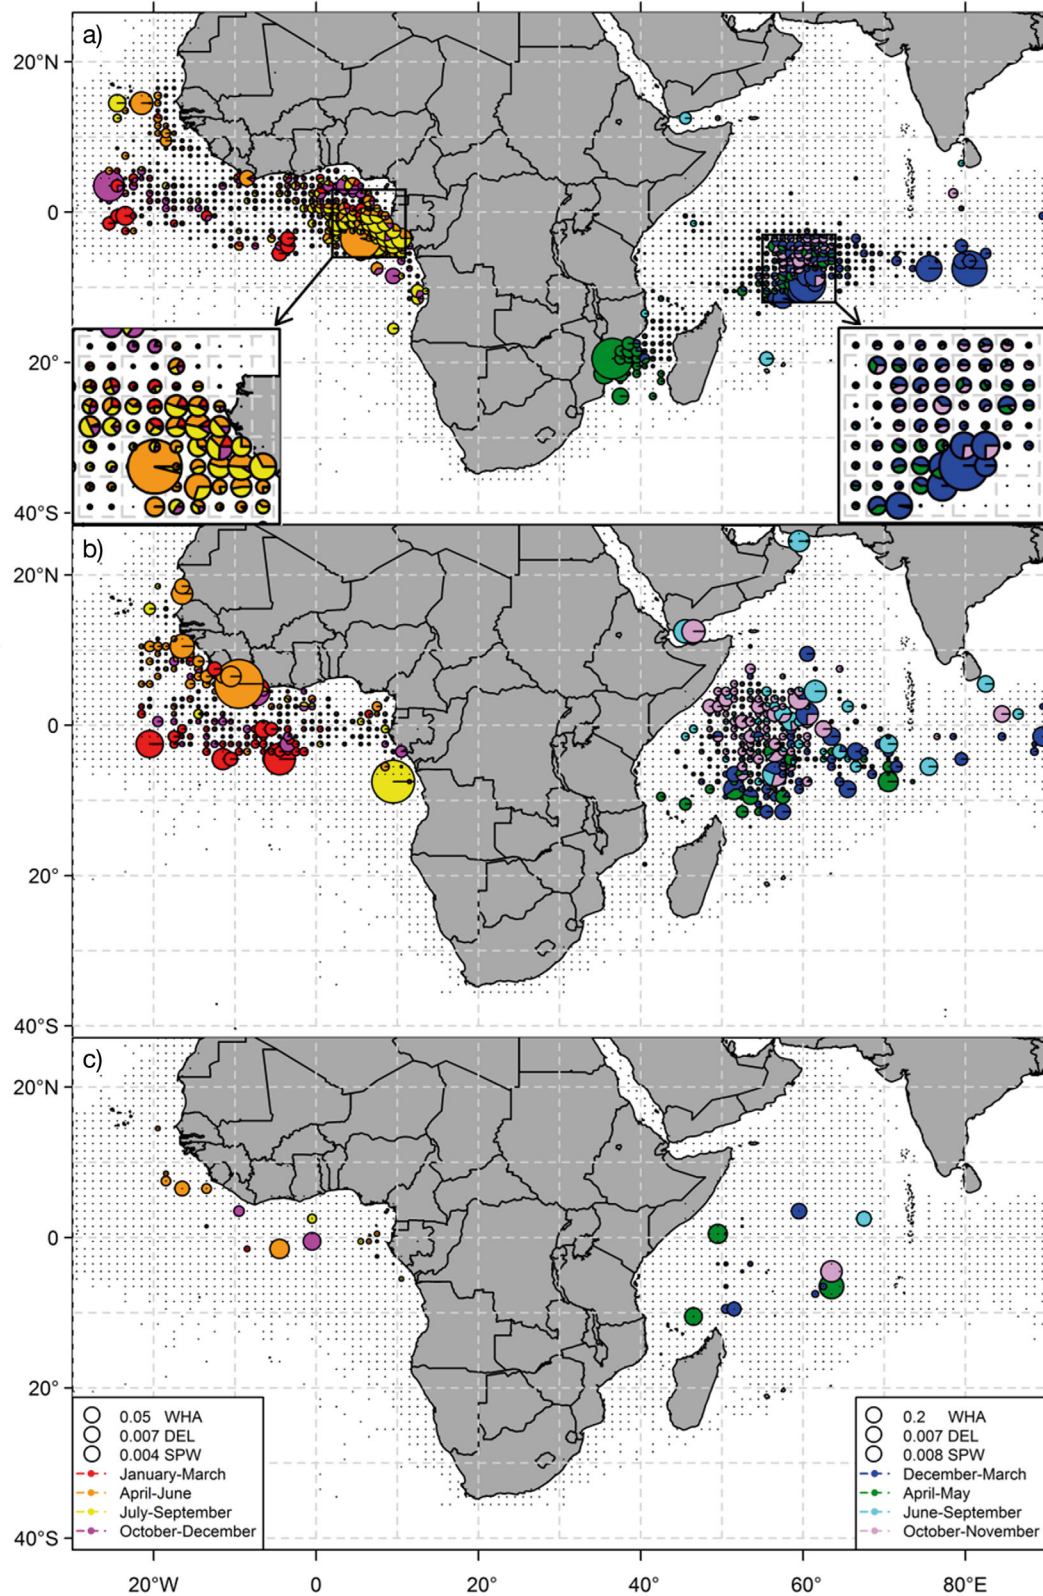 a)
20°N
0
20°
40°S
b)
20°N
0
20°
40°S
c)
20°N
0
20°
40°S
0.05 WHA
0.007 DEL
0.004 SPW
January-March
April-June
July-September
October-December
0.2 WHA
0.007 DEL
0.008 SPW
December-March
April-May
June-September
October-November
20°W
0
20°
40°
60°
80°E